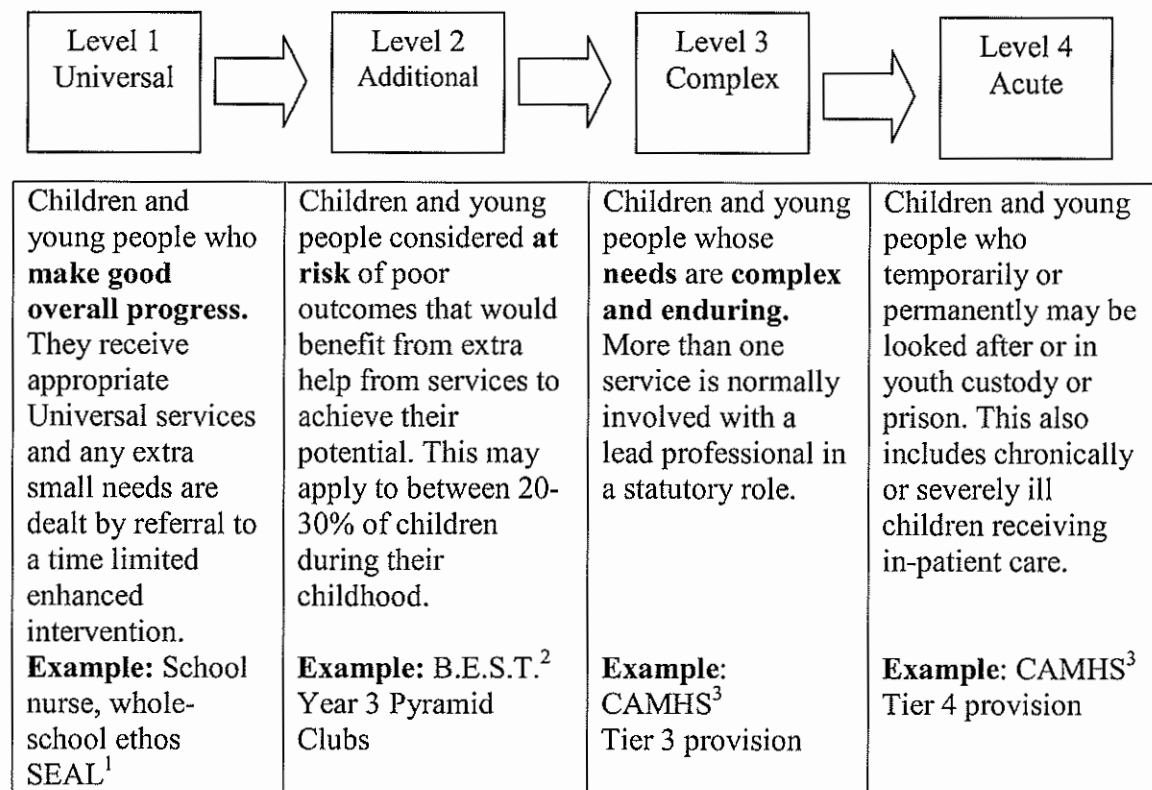 Level 1
Universal
Level 2
Additional
Level 3
Complex
Level 4
Acute
Children and
young people who
make good
overall progress.
They receive
appropriate
Universal services
and any extra
small needs are
dealt by referral to
a time limited
enhanced
intervention.
Example: School
nurse, whole-
school ethos
SEAL¹
Children and young
people considered at
risk of poor
outcomes that would
benefit from extra
help from services to
achieve their
potential. This may
apply to between 20-
30% of children
during their
childhood.
Example: B.E.S.T.²
Year 3 Pyramid
Clubs
Children and young
people whose
needs are complex
and enduring.
More than one
service is normally
involved with a
lead professional in
a statutory role.
Example:
CAMHS³
Tier 3 provision
Children and young
people who
temporarily or
permanently may be
looked after or in
youth custody or
prison. This also
includes chronically
or severely ill
children receiving
in-patient care.
Example: CAMHS³
Tier 4 provision